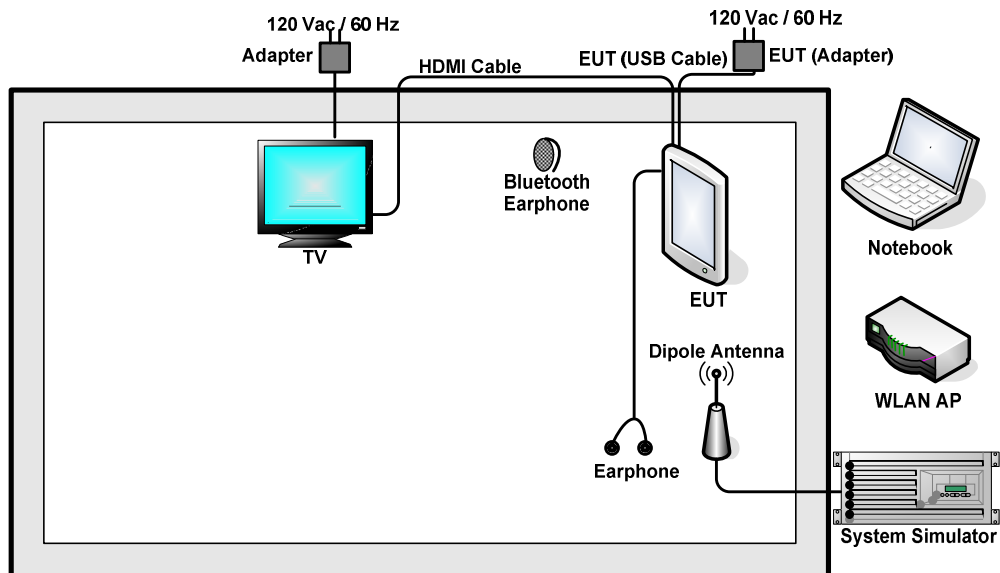 120 Vac / 60 Hz
Adapter
HDMI Cable
120 Vac / 60 Hz
EUT (USB Cable)
EUT (Adapter)
TV
Bluetooth
Earphone
EUT
Notebook
Dipole Antenna
WLAN AP
Earphone
System Simulator